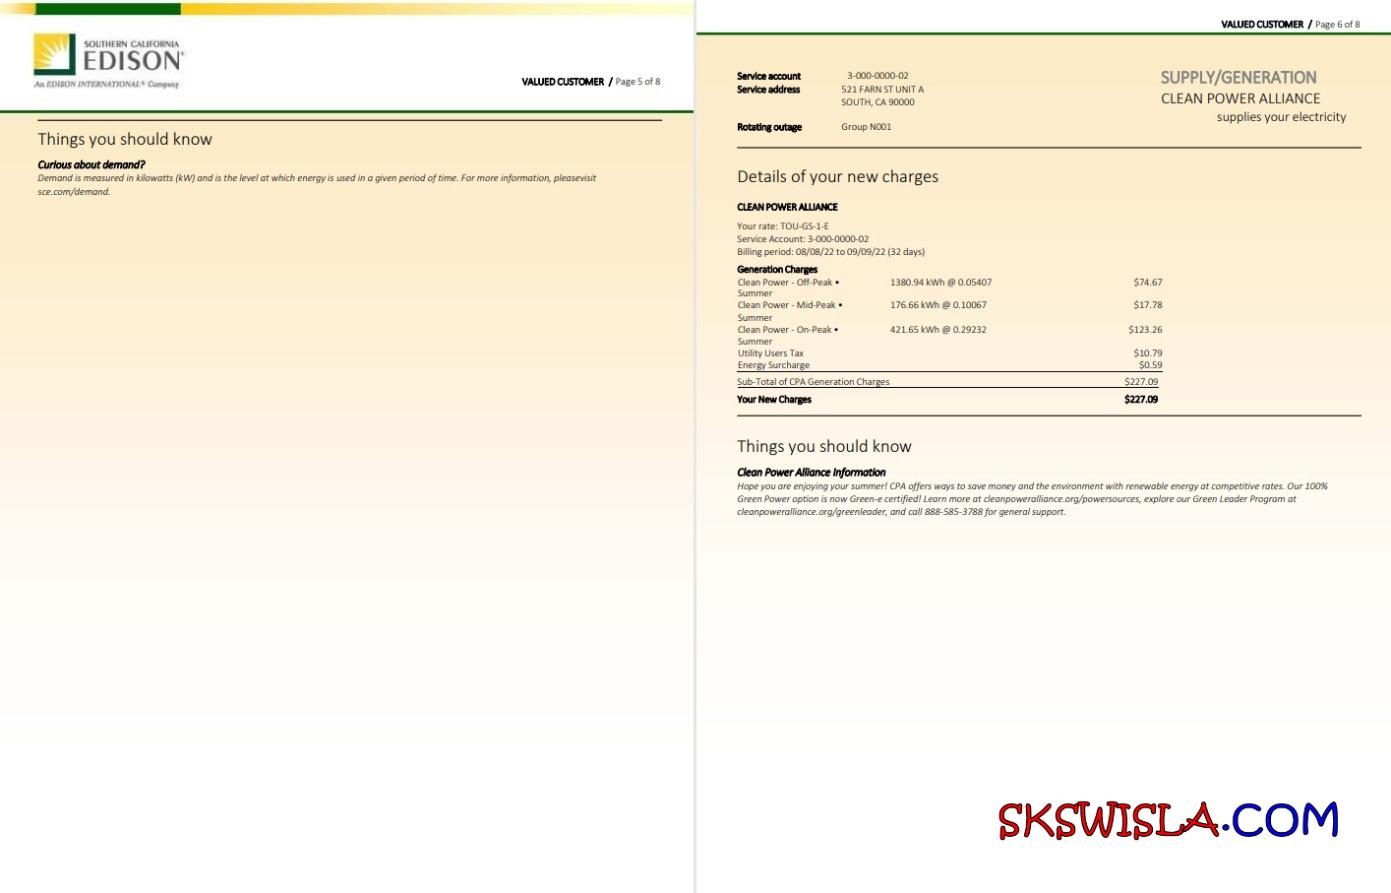 SOUTHERN CALIFORNIA
EDISON®
An EDISON INTERNATIONAL® Company
VALUED CUSTOMER / Page 5 of 8
Things you should know
Curious about demand?
Demand is measured in kilowatts (kW) and is the level at which energy is used in a given period of time. For more information, pleasevisit
sce.com/demand.
VALUED CUSTOMER / Page 6 of 8
Service account 3-000-0000-02
Service address 521 FARN ST UNIT A
SOUTH, CA 90000
Rotating outage Group N001
SUPPLY/GENERATION
CLEAN POWER ALLIANCE
supplies your electricity
Details of your new charges
CLEAN POWER ALLIANCE
Your rate: TOU-GS-1-E
Service Account: 3-000-0000-02
Billing period: 08/08/22 to 09/09/22 (32 days)
Generation Charges
Clean Power - Off-Peak • 1380.94 kWh @ 0.05407 $74.67
Summer
Clean Power - Mid-Peak • 176.66 kWh @ 0.10067 $17.78
Summer
Clean Power - On-Peak • 421.65 kWh @ 0.29232 $123.26
Summer
Utility Users Tax $10.79
Energy Surcharge $0.59
Sub-Total of CPA Generation Charges $227.09
Your New Charges $227.09
Things you should know
Clean Power Alliance Information
Hope you are enjoying your summer! CPA offers ways to save money and the environment with renewable energy at competitive rates. Our 100%
Green Power option is now Green-e certified! Learn more at cleanpoweralliance.org/powersources, explore our Green Leader Program at
cleanpoweralliance.org/greenleader, and call 888-585-3788 for general support.
SKSWISLA.COM